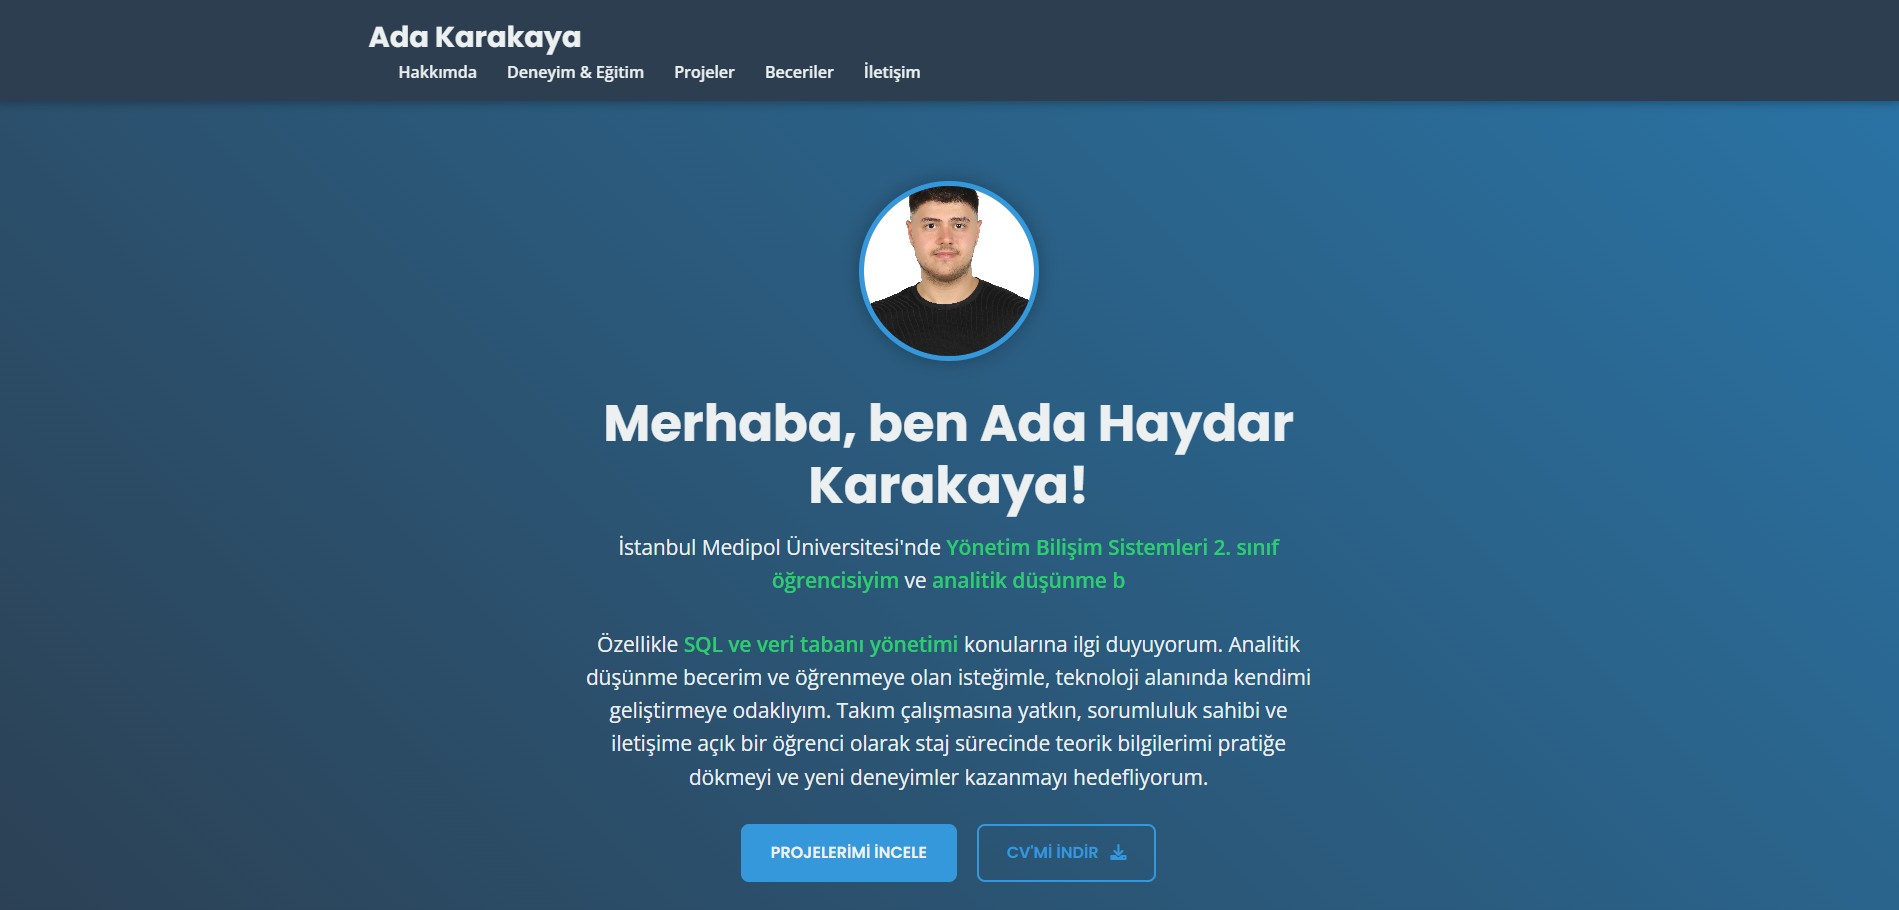 Ada Karakaya
Hakkımda Deneyim & Eğitim Projeler Beceriler İletişim
Merhaba, ben Ada Haydar
Karakaya!
İstanbul Medipol Üniversitesi'nde Yönetim Bilişim Sistemleri 2. sınıf
öğrencisiyim ve analitik düşünme b
Özellikle SQL ve veri tabanı yönetimi konularına ilgi duyuyorum. Analitik
düşünme becerim ve öğrenmeye olan isteğimle, teknoloji alanında kendimi
geliştirmeye odaklıyım. Takım çalışmasına yatkın, sorumluluk sahibi ve
iletişime açık bir öğrenci olarak staj sürecinde teorik bilgilerimi pratiğe
dökmeyi ve yeni deneyimler kazanmayı hedefliyorum.
PROJELERİMİ İNCELE CV'Mİ İNDİR